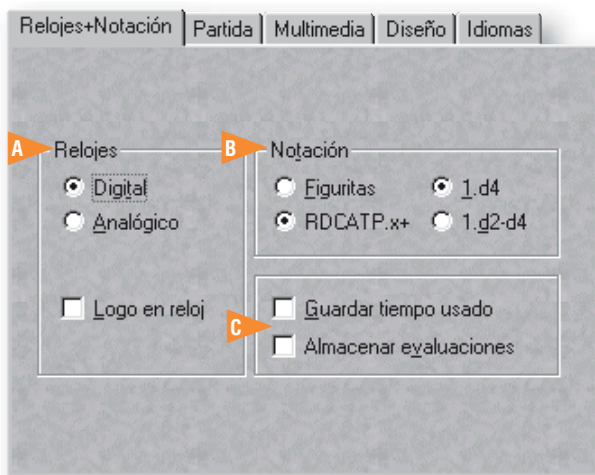 Relojes+Notación Partida Multimedia Diseño Idiomas
A Relojes
Digital
Analógico
Logo en reloj
B Notación
Figuritas 1.d4
RDCATP.x+ 1.d2-d4
C
Guardar tiempo usado
Almacenar evaluaciones